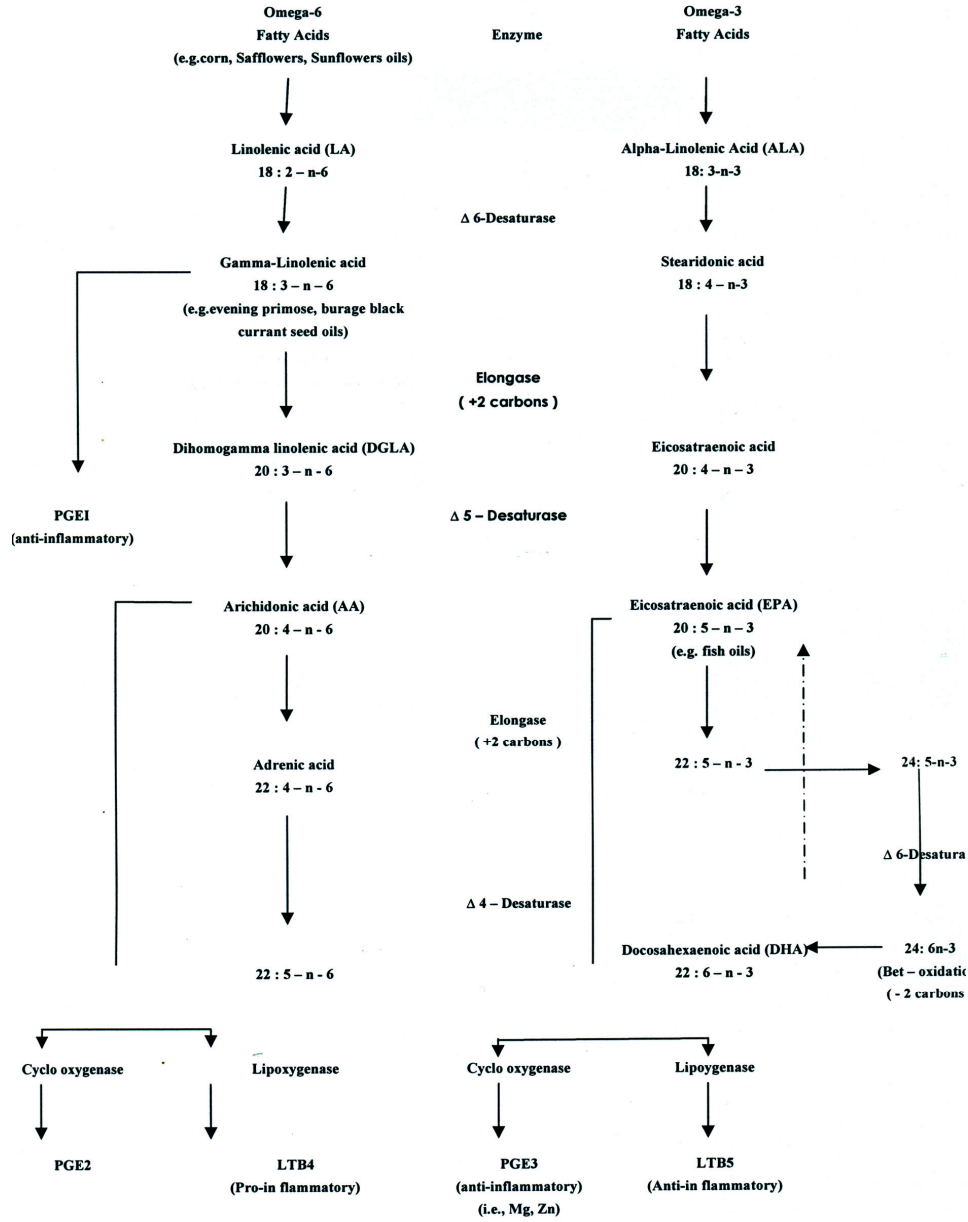 Omega-6
Fatty Acids
(e.g.corn, Safflowers, Sunflowers oils)
Enzyme
Omega-3
Fatty Acids
Linolenic acid (LA)
18 : 2 – n-6
Alpha-Linolenic Acid (ALA)
18: 3-n-3
Δ 6-Desaturase
Gamma-Linolenic acid
18 : 3 – n – 6
(e.g.evening primose, burage black
currant seed oils)
Stearidonic acid
18 : 4 – n-3
Elongase
( +2 carbons )
Dihomogamma linolenic acid (DGLA)
20 : 3 – n - 6
Eicosatraenoic acid
20 : 4 – n – 3
PGEI
(anti-inflammatory)
Δ 5 – Desaturase
Arichidonic acid (AA)
20 : 4 – n - 6
Eicosatraenoic acid (EPA)
20 : 5 – n – 3
(e.g. fish oils)
Elongase
( +2 carbons )
Adrenic acid
22 : 4 – n - 6
22 : 5 – n - 3
24: 5-n-3
Δ 6-Desatura
Δ 4 – Desaturase
22 : 5 – n - 6
Docosahexaenoic acid (DHA)
22 : 6 – n - 3
24: 6n-3
(Bet – oxidatio
( - 2 carbons
Cyclo oxygenase
Lipoxygenase
Cyclo oxygenase
Lipoygenase
PGE2
LTB4
(Pro-in flammatory)
PGE3
(anti-inflammatory)
(i.e., Mg, Zn)
LTB5
(Anti-in flammatory)